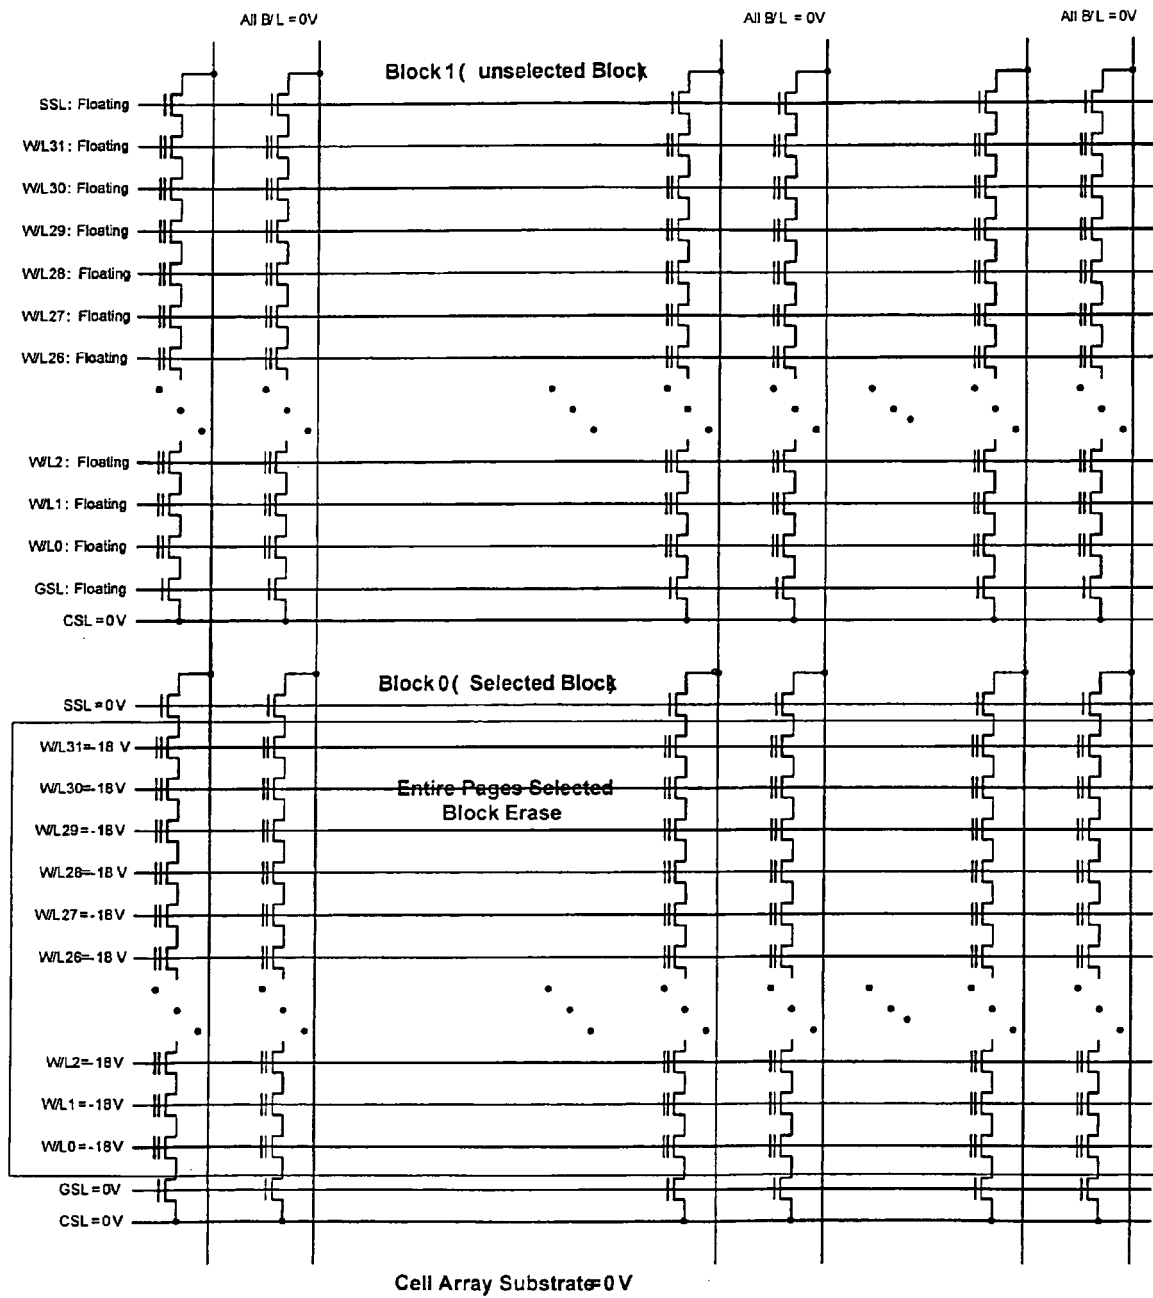 All B/L = 0V All B/L = 0V All B/L = 0V
Block 1 ( unselected Block)
SSL: Floating
W/L31: Floating
W/L30: Floating
W/L29: Floating
W/L28: Floating
W/L27: Floating
W/L26: Floating
W/L2: Floating
W/L1: Floating
W/L0: Floating
GSL: Floating
CSL = 0V
Block 0 ( Selected Block)
SSL = 0V
W/L31=-18 V
W/L30=-18V
Entire Pages Selected
Block Erase
W/L29=-18V
W/L28=-18 V
W/L27=-18V
W/L26=-18 V
W/L2=-18V
W/L1=-18V
W/L0=-18V
GSL = 0V
CSL = 0V
Cell Array Substrate=0 V